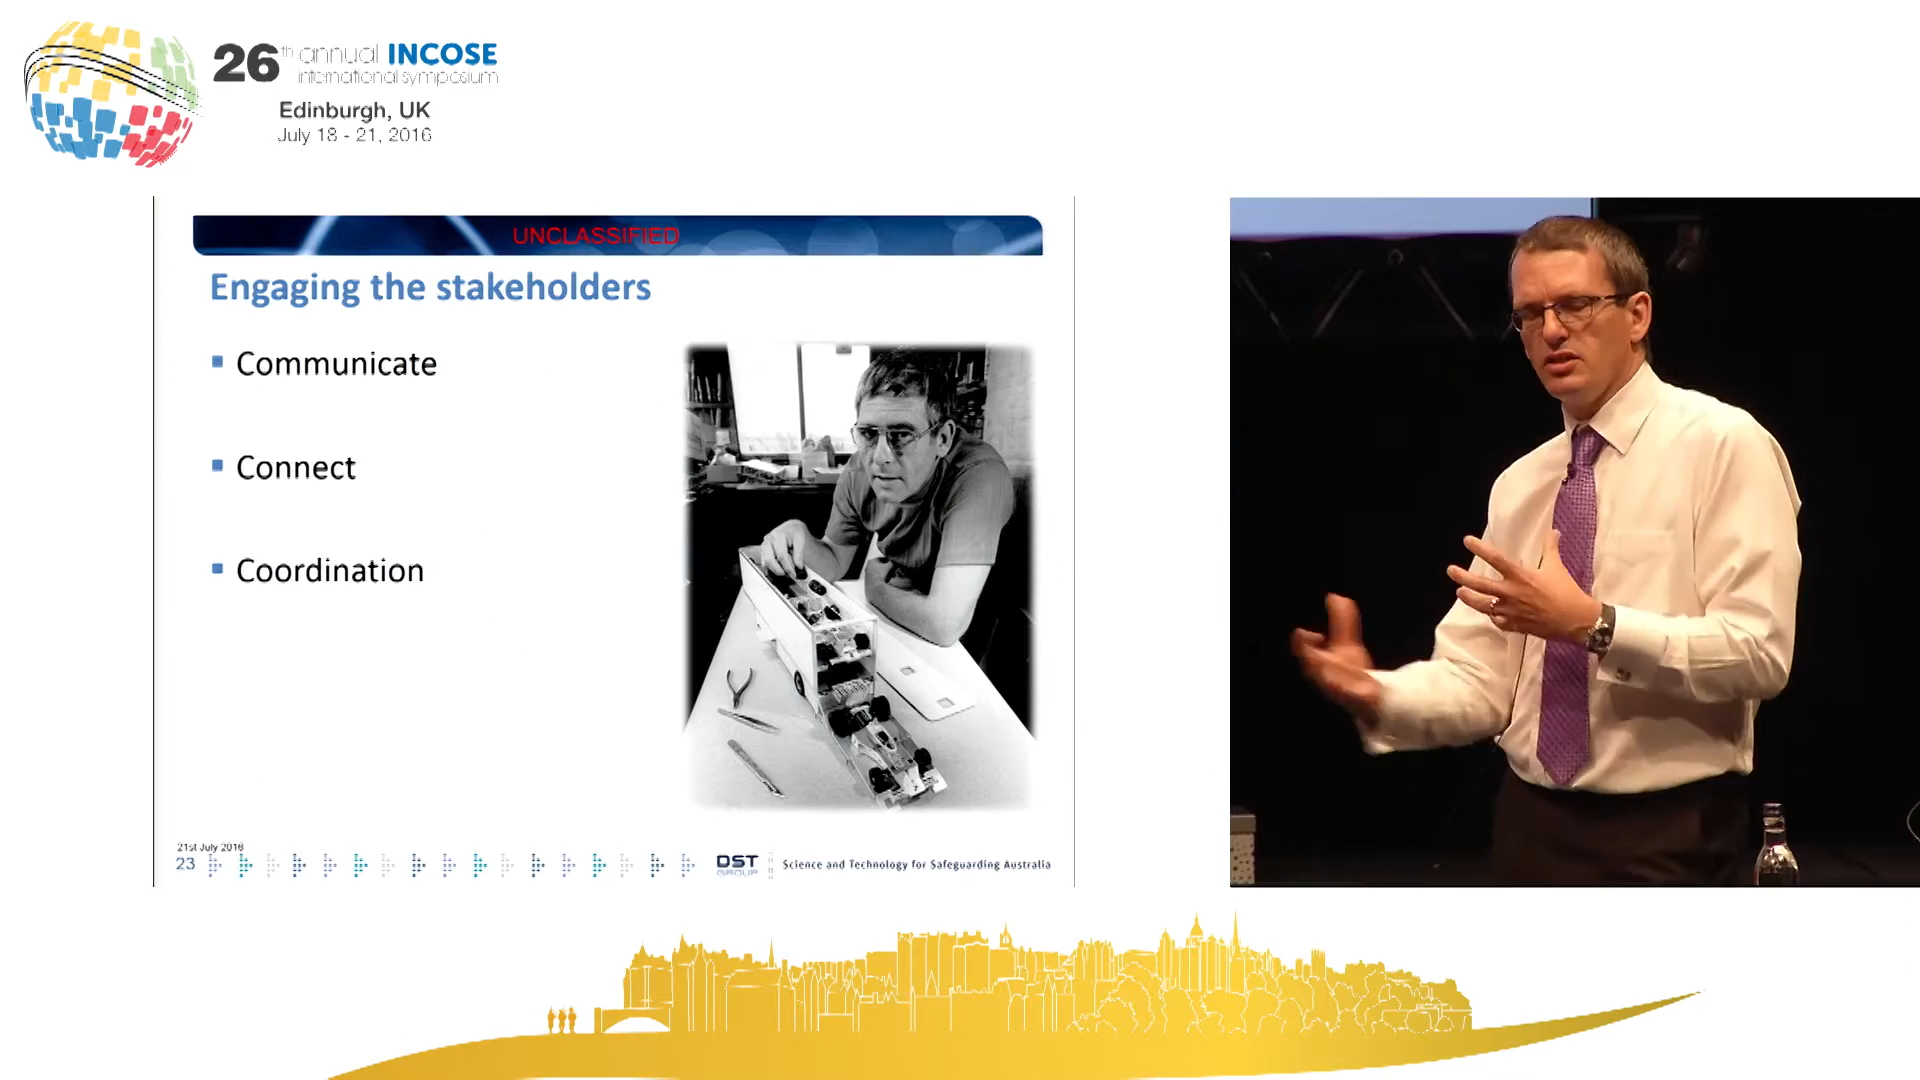 26th annual INCOSE
international symposium
Edinburgh, UK
July 18 - 21, 2016
UNCLASSIFIED
Engaging the stakeholders
Communicate
Connect
Coordination
21st July 2016
23
DST
GROUP
Science and Technology for Safeguarding Australia